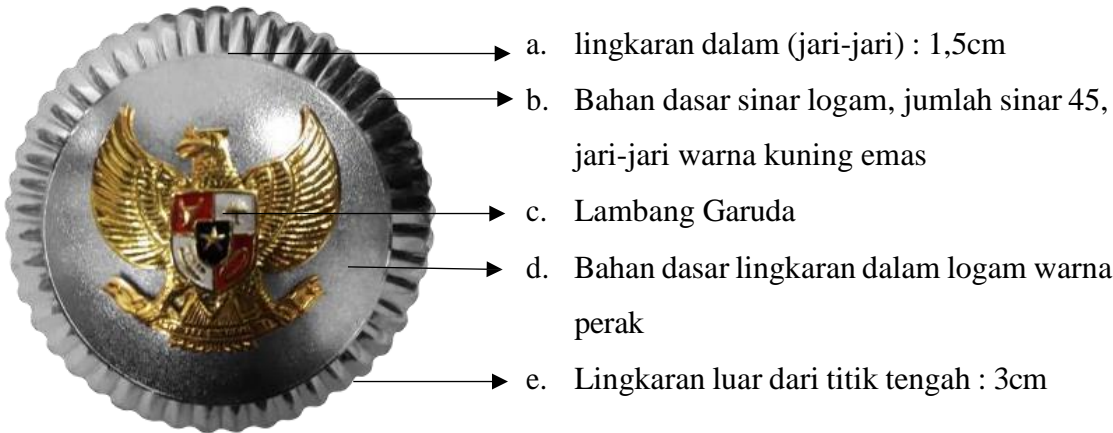 a. lingkaran dalam (jari-jari) : 1,5cm
b. Bahan dasar sinar logam, jumlah sinar 45,
jari-jari warna kuning emas
c. Lambang Garuda
d. Bahan dasar lingkaran dalam logam warna
perak
e. Lingkaran luar dari titik tengah : 3cm